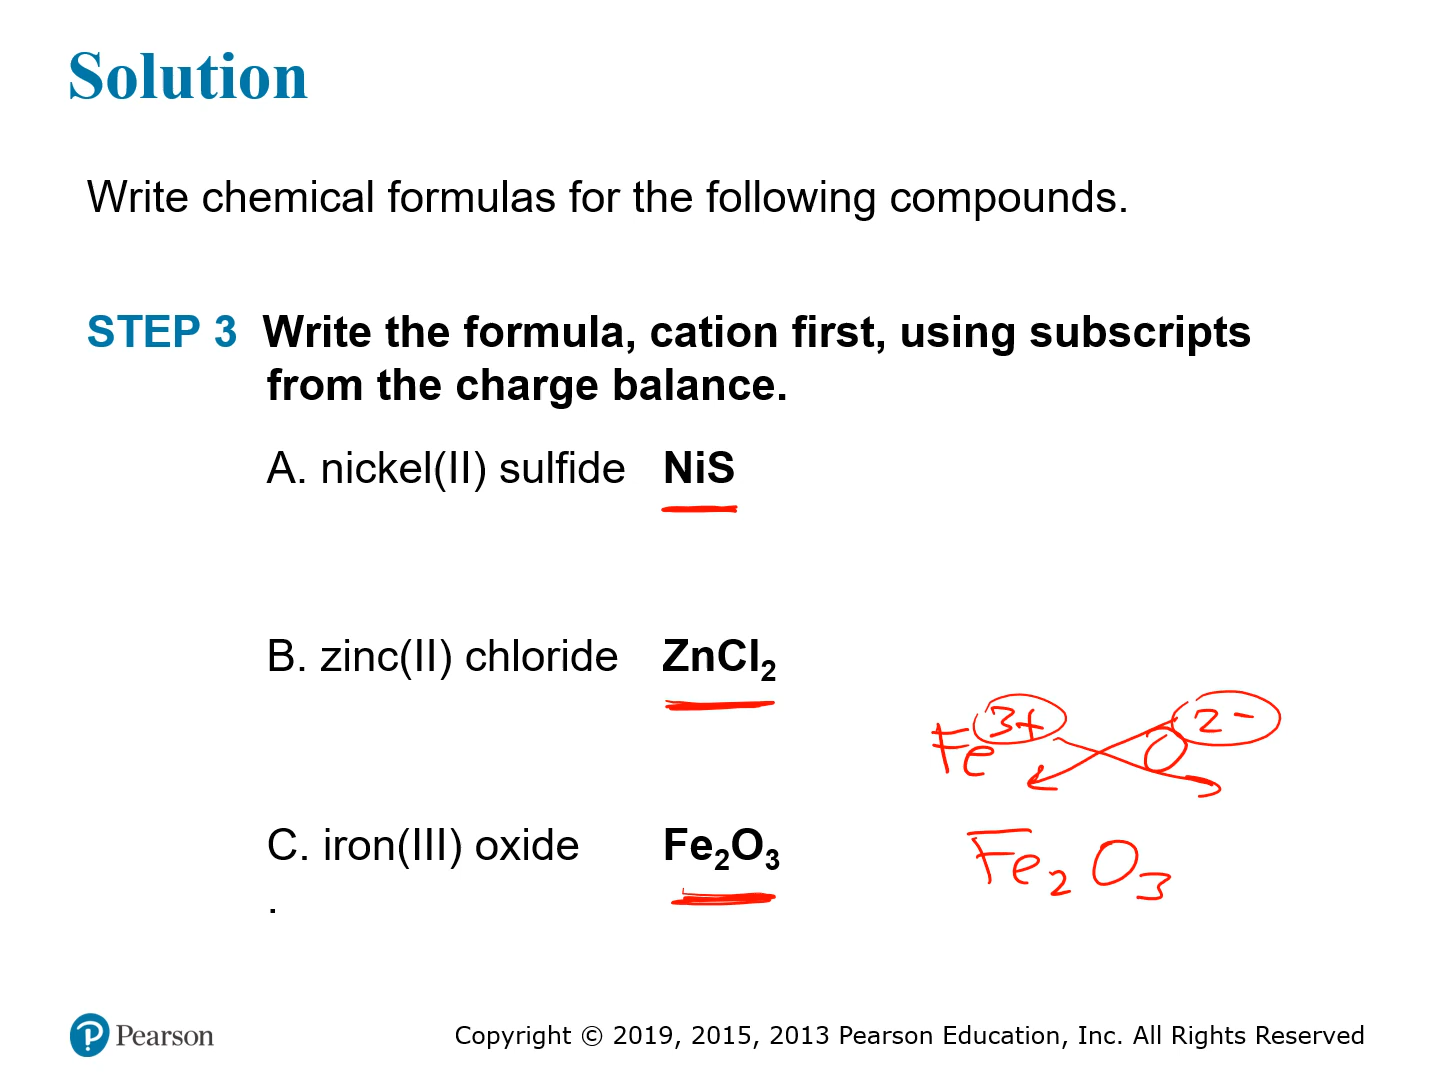 Solution
Write chemical formulas for the following compounds.
STEP 3 Write the formula, cation first, using subscripts
from the charge balance.
A. nickel(II) sulfide NiS
B. zinc(II) chloride ZnCl₂
Fe³⁺ O²⁻
C. iron(III) oxide Fe₂O₃
Fe₂O₃
.
Pearson
Copyright © 2019, 2015, 2013 Pearson Education, Inc. All Rights Reserved